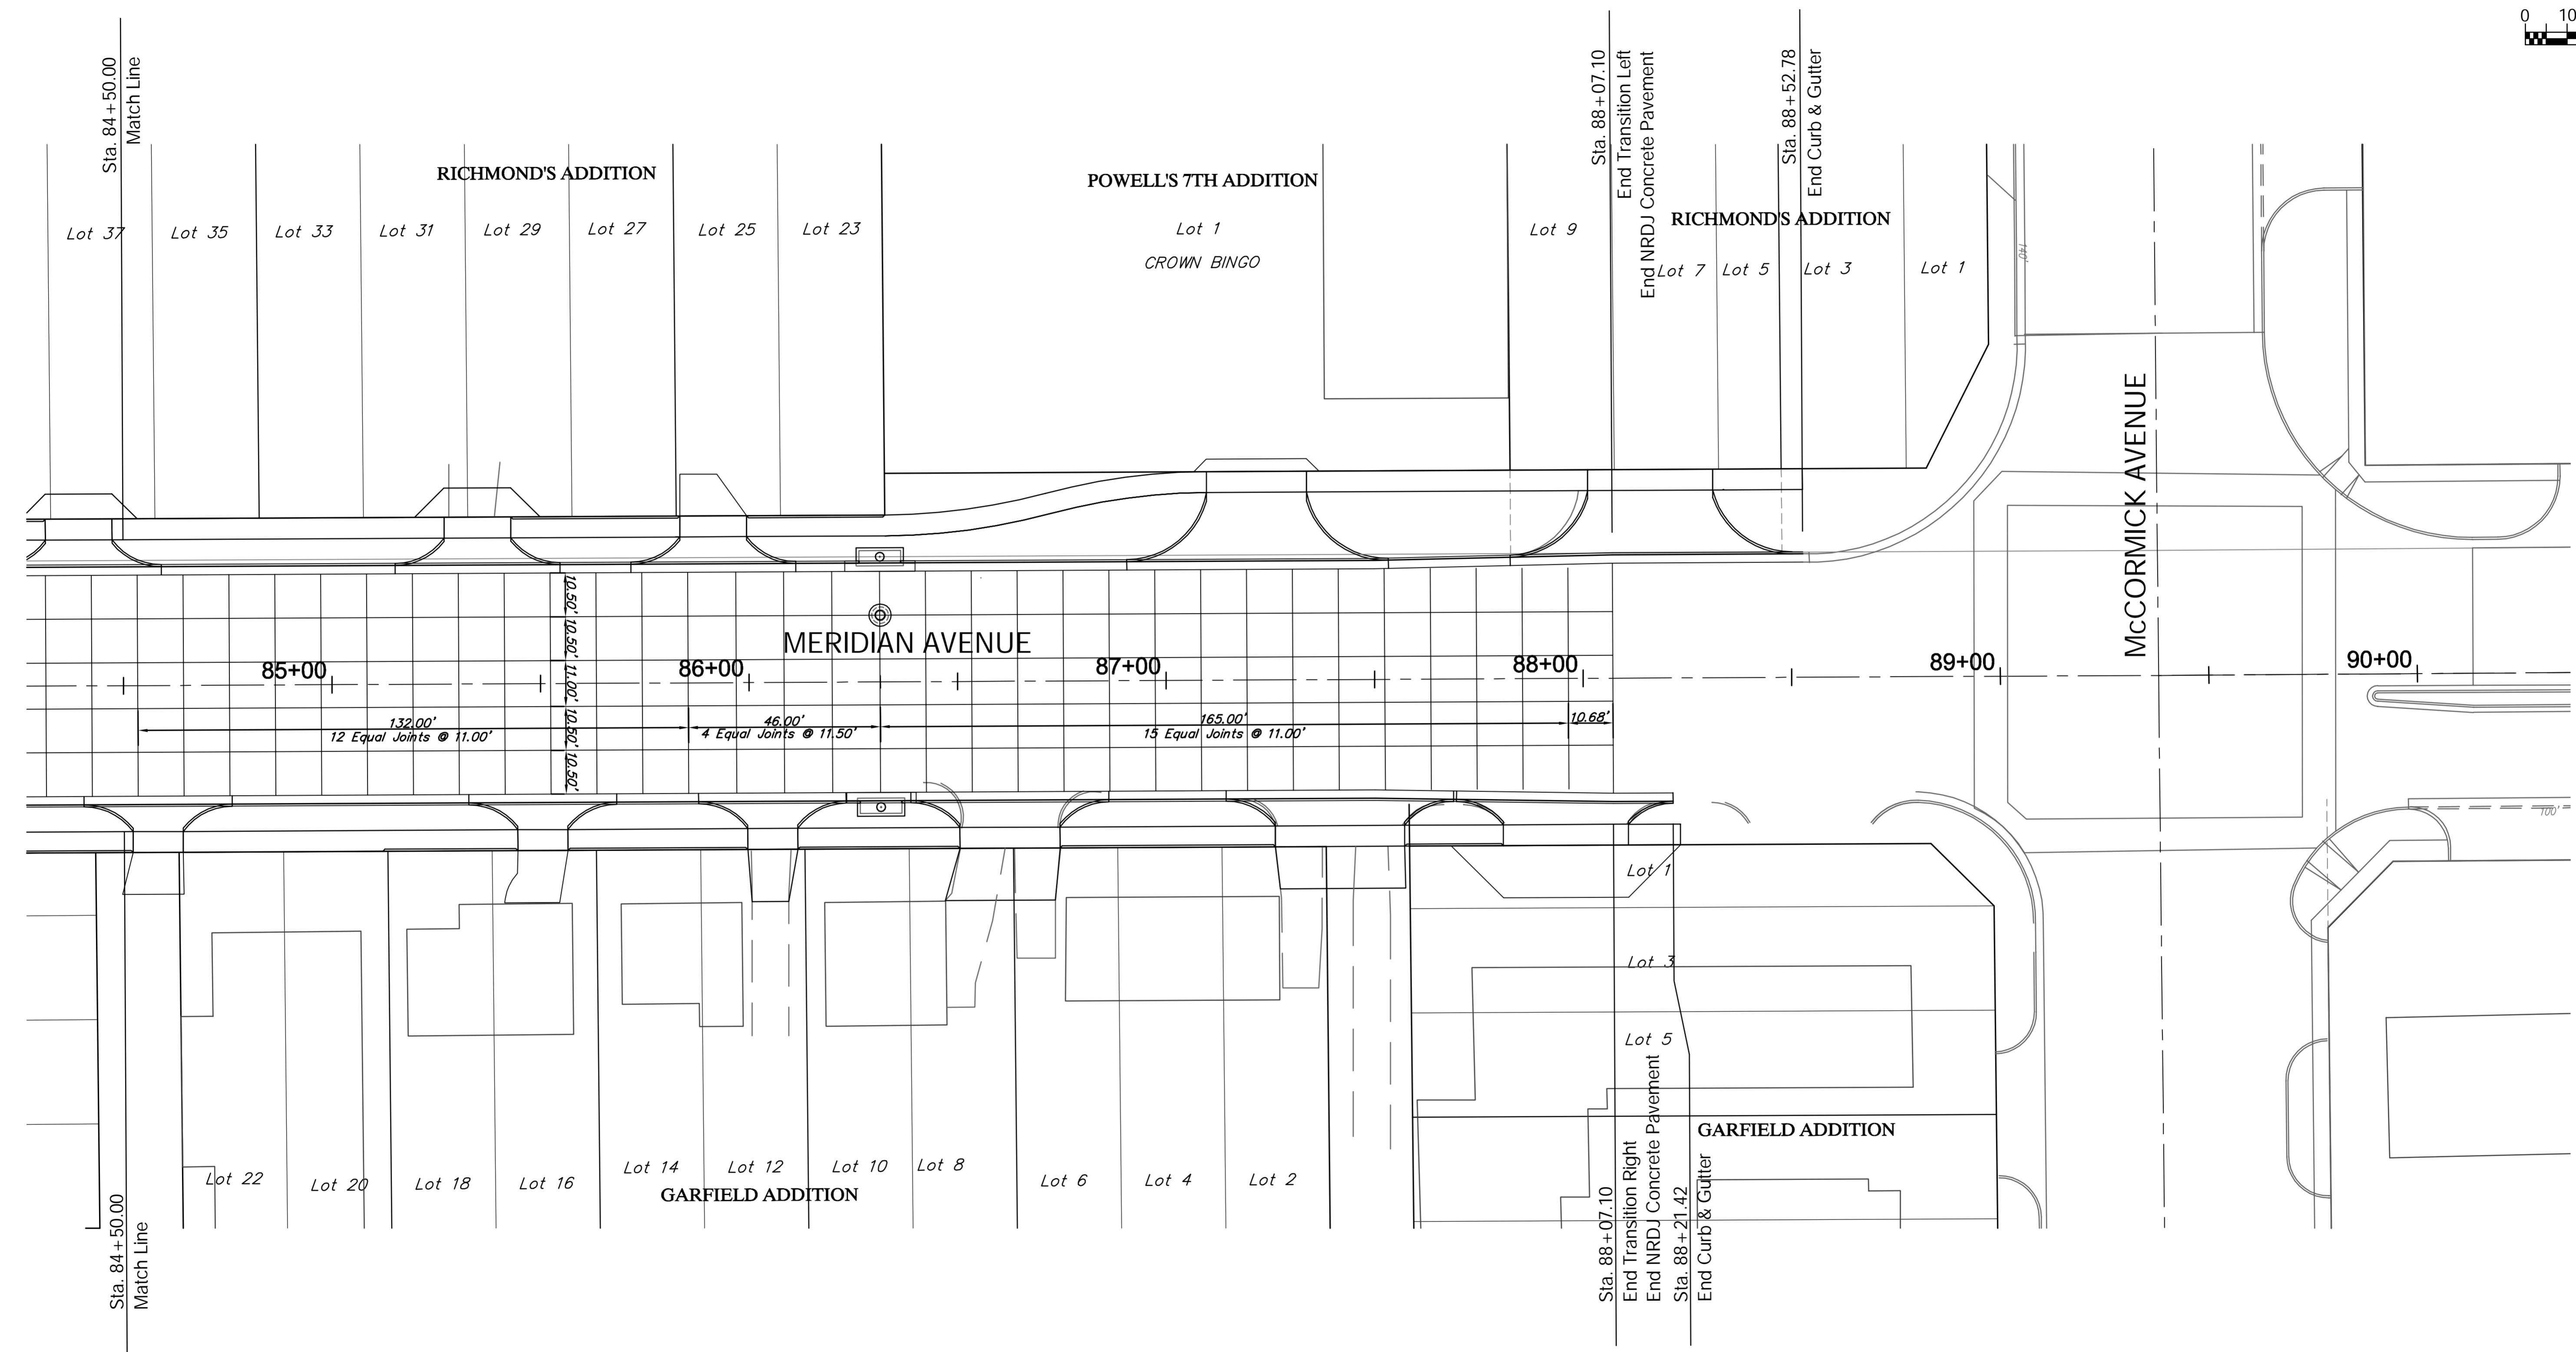 0 10
Sta. 84+50.00
Match Line
Sta. 88+07.10
End Transition Left
End NRDJ Concrete Pavement
Sta. 88+52.78
End Curb & Gutter
RICHMOND'S ADDITION
POWELL'S 7TH ADDITION
RICHMOND'S ADDITION
Lot 37
Lot 35
Lot 33
Lot 31
Lot 29
Lot 27
Lot 25
Lot 23
Lot 1
CROWN BINGO
Lot 9
Lot 7
Lot 5
Lot 3
Lot 1
140'
McCORMICK AVENUE
MERIDIAN AVENUE
10.50'
10.50'
11.00'
10.50'
10.50'
85+00
86+00
87+00
88+00
89+00
90+00
132.00'
12 Equal Joints @ 11.00'
46.00'
4 Equal Joints @ 11.50'
165.00'
15 Equal Joints @ 11.00'
10.68'
100'
Lot 1
Lot 3
Lot 5
GARFIELD ADDITION
Lot 22
Lot 20
Lot 18
Lot 16
Lot 14
Lot 12
Lot 10
Lot 8
Lot 6
Lot 4
Lot 2
GARFIELD ADDITION
Sta. 84+50.00
Match Line
Sta. 88+07.10
End Transition Right
End NRDJ Concrete Pavement
Sta. 88+21.42
End Curb & Gutter